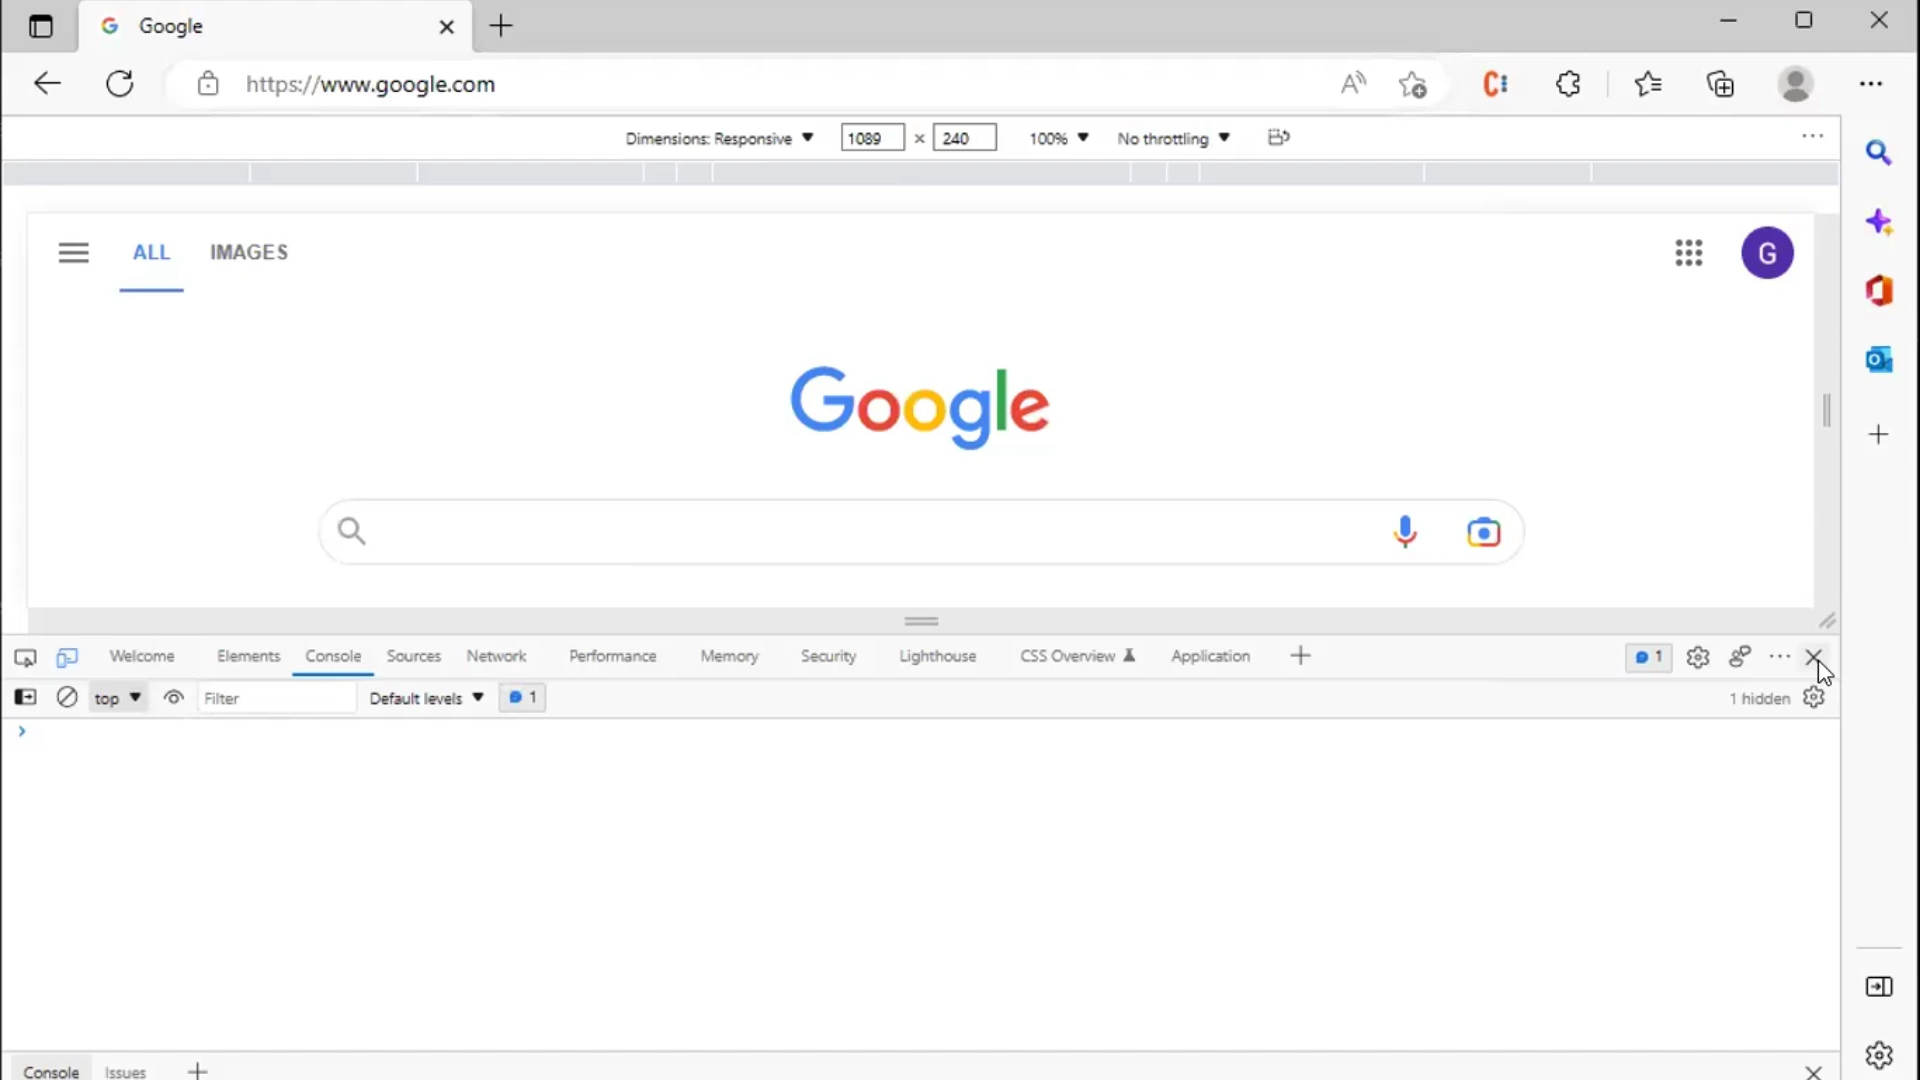 Google
https://www.google.com
Dimensions: Responsive 1089 × 240 100% No throttling
ALL IMAGES G
Google
Welcome Elements Console Sources Network Performance Memory Security Lighthouse CSS Overview Application 1
top Filter Default levels 1 1 hidden
Console Issues